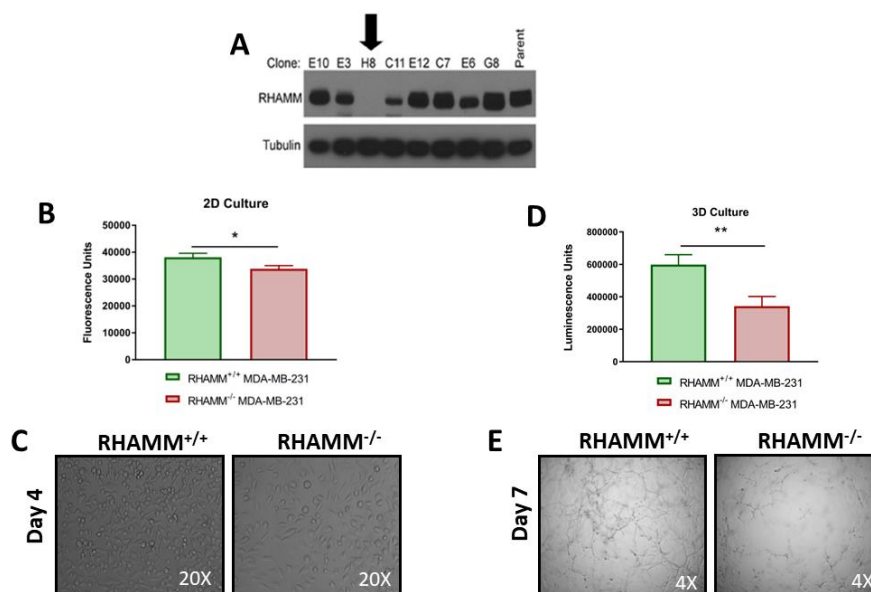 A
Clone: E10 E3 H8 C11 E12 C7 E6 G8 Parent
RHAMM
Tubulin
B
2D Culture
Fluorescence Units
50000
40000
30000
20000
10000
0
*
RHAMM+/+ MDA-MB-231
RHAMM-/- MDA-MB-231
D
3D Culture
Luminescence Units
800000
600000
400000
200000
0
**
RHAMM+/+ MDA-MB-231
RHAMM-/- MDA-MB-231
C
RHAMM+/+ RHAMM-/-
Day 4
20X 20X
E
RHAMM+/+ RHAMM-/-
Day 7
4X 4X